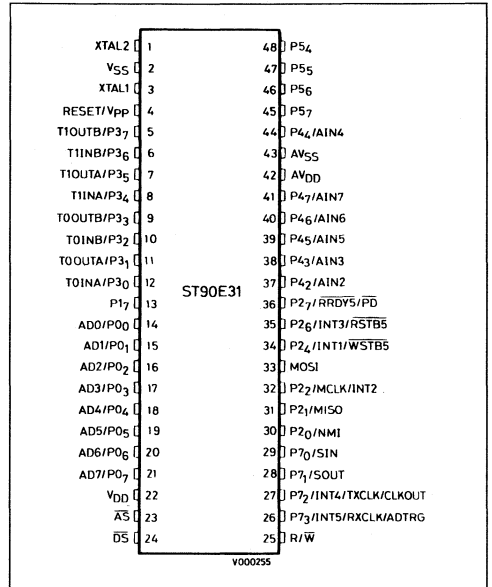 XTAL2 1 48 P54
VSS 2 47 P55
XTAL1 3 46 P56
RESET/VPP 4 45 P57
T1OUTB/P37 5 44 P44/AIN4
T1INB/P36 6 43 AVSS
T1OUTA/P35 7 42 AVDD
T1INA/P34 8 41 P47/AIN7
T0OUTB/P33 9 40 P46/AIN6
T0INB/P32 10 39 P45/AIN5
T0OUTA/P31 11 38 P43/AIN3
T0INA/P30 12 37 P42/AIN2
ST90E31
P17 13 36 P27/RRDY5/PD
AD0/P00 14 35 P26/INT3/RSTB5
AD1/P01 15 34 P24/INT1/WSTB5
AD2/P02 16 33 MOSI
AD3/P03 17 32 P22/MCLK/INT2
AD4/P04 18 31 P21/MISO
AD5/P05 19 30 P20/NMI
AD6/P06 20 29 P70/SIN
AD7/P07 21 28 P71/SOUT
VDD 22 27 P72/INT4/TXCLK/CLKOUT
AS 23 26 P73/INT5/RXCLK/ADTRG
DS 24 25 R/W
V000255